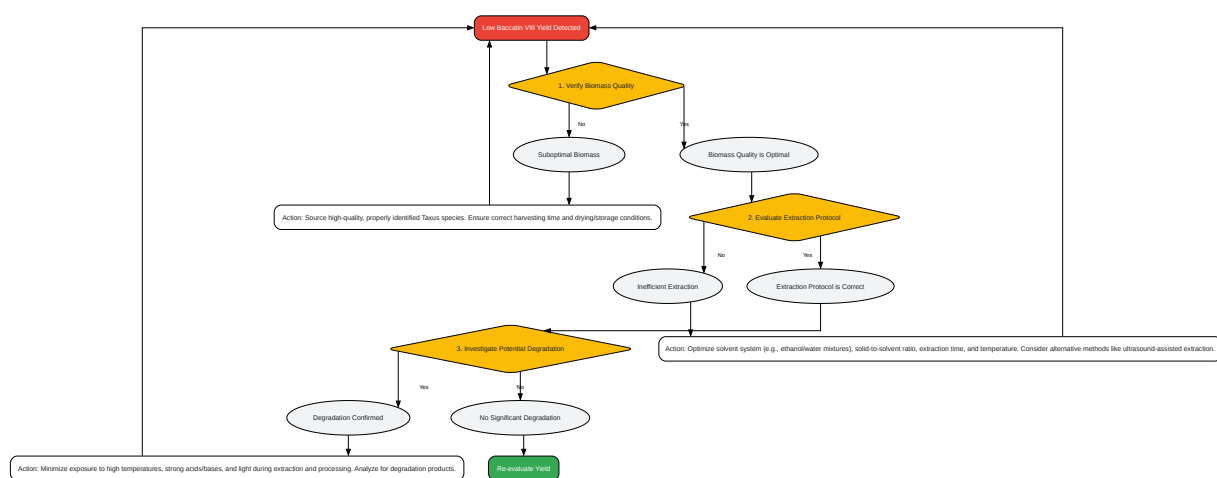 Low Baccatin VIII Yield Detected
1. Verify Biomass Quality
No
Yes
Suboptimal Biomass
Biomass Quality is Optimal
Action: Source high-quality, properly identified Taxus species. Ensure correct harvesting time and drying/storage conditions.
2. Evaluate Extraction Protocol
No
Yes
Inefficient Extraction
Extraction Protocol is Correct
3. Investigate Potential Degradation
Action: Optimize solvent system (e.g., ethanol/water mixtures), solid-to-solvent ratio, extraction time, and temperature. Consider alternative methods like ultrasound-assisted extraction.
Yes
No
Degradation Confirmed
No Significant Degradation
Action: Minimize exposure to high temperatures, strong acids/bases, and light during extraction and processing. Analyze for degradation products.
Re-evaluate Yield